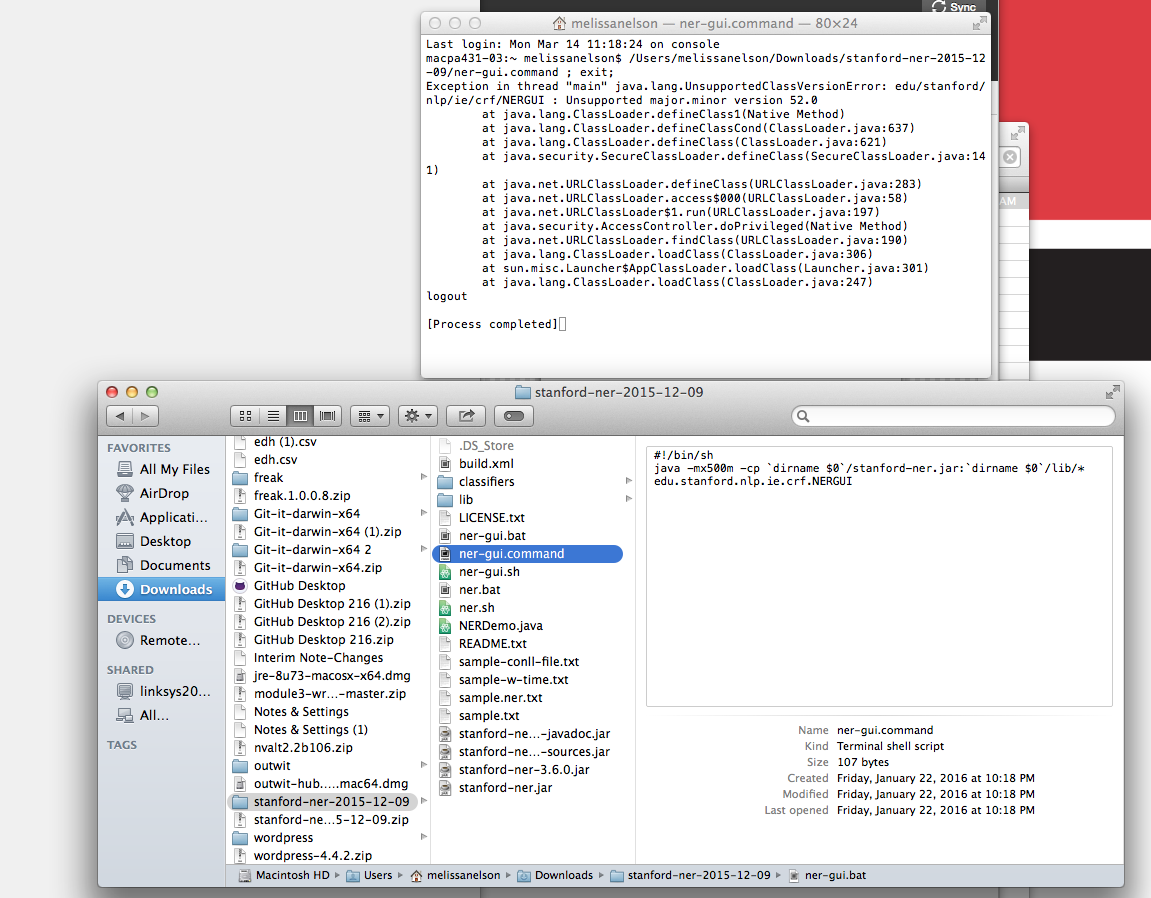 Sync
melissanelson — ner-gui.command — 80×24
Last login: Mon Mar 14 11:18:24 on console
macpa431-03:~ melissanelson$ /Users/melissanelson/Downloads/stanford-ner-2015-12
-09/ner-gui.command ; exit;
Exception in thread "main" java.lang.UnsupportedClassVersionError: edu/stanford/
nlp/ie/crf/NERGUI : Unsupported major.minor version 52.0
at java.lang.ClassLoader.defineClass1(Native Method)
at java.lang.ClassLoader.defineClassCond(ClassLoader.java:637)
at java.lang.ClassLoader.defineClass(ClassLoader.java:621)
at java.security.SecureClassLoader.defineClass(SecureClassLoader.java:14
1)
at java.net.URLClassLoader.defineClass(URLClassLoader.java:283)
at java.net.URLClassLoader.access$000(URLClassLoader.java:58)
at java.net.URLClassLoader$1.run(URLClassLoader.java:197)
at java.security.AccessController.doPrivileged(Native Method)
at java.net.URLClassLoader.findClass(URLClassLoader.java:190)
at java.lang.ClassLoader.loadClass(ClassLoader.java:306)
at sun.misc.Launcher$AppClassLoader.loadClass(Launcher.java:301)
at java.lang.ClassLoader.loadClass(ClassLoader.java:247)
logout
[Process completed]
AM
stanford-ner-2015-12-09
FAVORITES
All My Files
AirDrop
Applicati...
Desktop
Documents
Downloads
DEVICES
Remote...
SHARED
linksys20...
All...
TAGS
edh (1).csv
edh.csv
freak
freak.1.0.0.8.zip
Git-it-darwin-x64
Git-it-darwin-x64 (1).zip
Git-it-darwin-x64 2
Git-it-darwin-x64.zip
GitHub Desktop
GitHub Desktop 216 (1).zip
GitHub Desktop 216 (2).zip
GitHub Desktop 216.zip
Interim Note-Changes
jre-8u73-macosx-x64.dmg
module3-wr...-master.zip
Notes & Settings
Notes & Settings (1)
nvalt2.2b106.zip
outwit
outwit-hub.....mac64.dmg
stanford-ner-2015-12-09
stanford-ne...5-12-09.zip
wordpress
wordpress-4.4.2.zip
.DS_Store
build.xml
classifiers
lib
LICENSE.txt
ner-gui.bat
ner-gui.command
ner-gui.sh
ner.bat
ner.sh
NERDemo.java
README.txt
sample-conll-file.txt
sample-w-time.txt
sample.ner.txt
sample.txt
stanford-ne...-javadoc.jar
stanford-ne...-sources.jar
stanford-ner-3.6.0.jar
stanford-ner.jar
#!/bin/sh
java -mx500m -cp `dirname $0`/stanford-ner.jar:`dirname $0`/lib/*
edu.stanford.nlp.ie.crf.NERGUI
Name ner-gui.command
Kind Terminal shell script
Size 107 bytes
Created Friday, January 22, 2016 at 10:18 PM
Modified Friday, January 22, 2016 at 10:18 PM
Last opened Friday, January 22, 2016 at 10:18 PM
Macintosh HD Users melissanelson Downloads stanford-ner-2015-12-09 ner-gui.bat